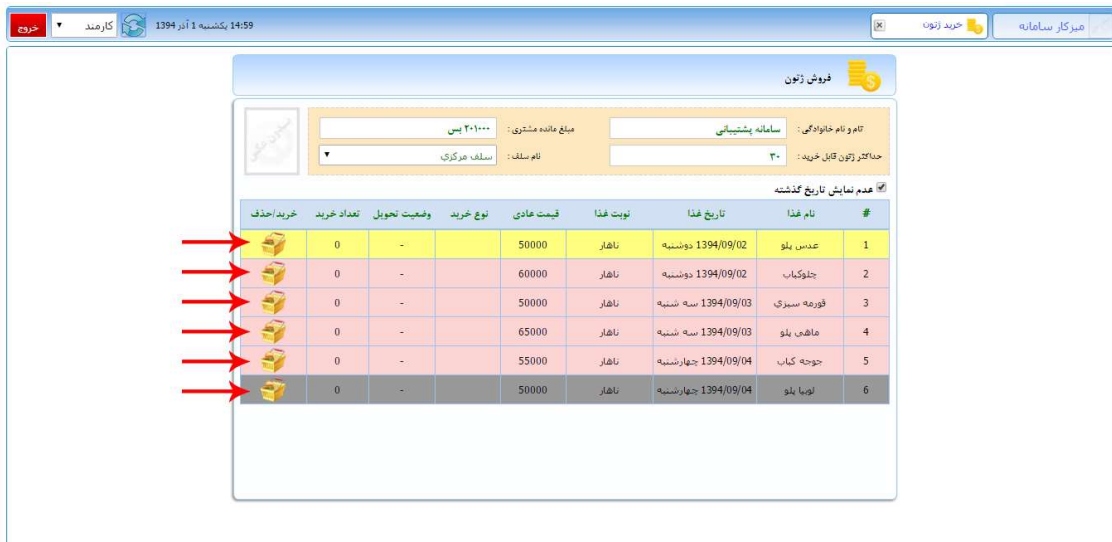 میزکار سامانه خرید ژتون 14:59 یکشنبه 1 آذر 1394 کارمند خروج
فروش ژتون
نام و نام خانوادگی : سامانه پشتیبانی مبلغ مانده مشتری : ۲۰۱۰۰۰ بس
حداکثر ژتون قابل خرید : ۳۰ نام سلف : سلف مرکزي
عدم نمایش تاریخ گذشته
# نام غذا تاریخ غذا نوبت غذا قیمت عادی نوع خرید وضعیت تحویل تعداد خرید خرید/حذف
1 عدس پلو 1394/09/02 دوشنبه ناهار 50000 - 0
2 چلوکباب 1394/09/02 دوشنبه ناهار 60000 - 0
3 قورمه سبزي 1394/09/03 سه شنبه ناهار 50000 - 0
4 ماهی پلو 1394/09/03 سه شنبه ناهار 65000 - 0
5 جوجه کباب 1394/09/04 چهارشنبه ناهار 55000 - 0
6 لوبیا پلو 1394/09/04 چهارشنبه ناهار 50000 - 0